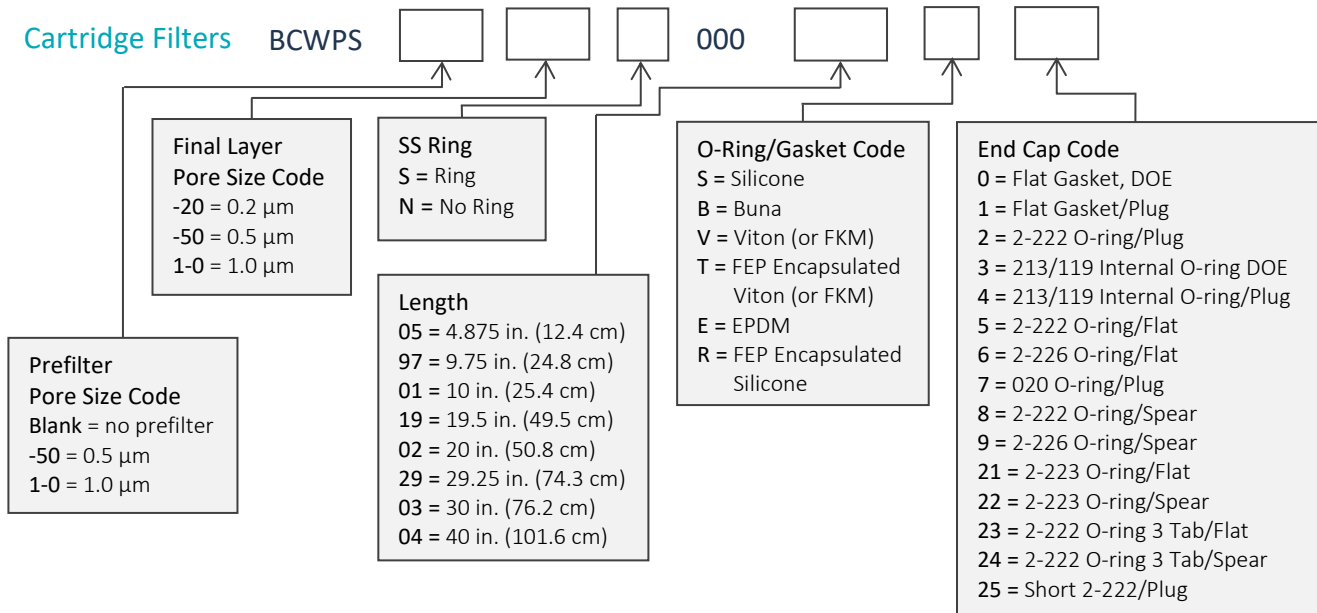 Cartridge Filters BCWPS 000
Final Layer
Pore Size Code
-20 = 0.2 µm
-50 = 0.5 µm
1-0 = 1.0 µm
SS Ring
S = Ring
N = No Ring
O-Ring/Gasket Code
S = Silicone
B = Buna
V = Viton (or FKM)
T = FEP Encapsulated
Viton (or FKM)
E = EPDM
R = FEP Encapsulated
Silicone
End Cap Code
0 = Flat Gasket, DOE
1 = Flat Gasket/Plug
2 = 2-222 O-ring/Plug
3 = 213/119 Internal O-ring DOE
4 = 213/119 Internal O-ring/Plug
5 = 2-222 O-ring/Flat
6 = 2-226 O-ring/Flat
7 = 020 O-ring/Plug
8 = 2-222 O-ring/Spear
9 = 2-226 O-ring/Spear
21 = 2-223 O-ring/Flat
22 = 2-223 O-ring/Spear
23 = 2-222 O-ring 3 Tab/Flat
24 = 2-222 O-ring 3 Tab/Spear
25 = Short 2-222/Plug
Length
05 = 4.875 in. (12.4 cm)
97 = 9.75 in. (24.8 cm)
01 = 10 in. (25.4 cm)
19 = 19.5 in. (49.5 cm)
02 = 20 in. (50.8 cm)
29 = 29.25 in. (74.3 cm)
03 = 30 in. (76.2 cm)
04 = 40 in. (101.6 cm)
Prefilter
Pore Size Code
Blank = no prefilter
-50 = 0.5 µm
1-0 = 1.0 µm